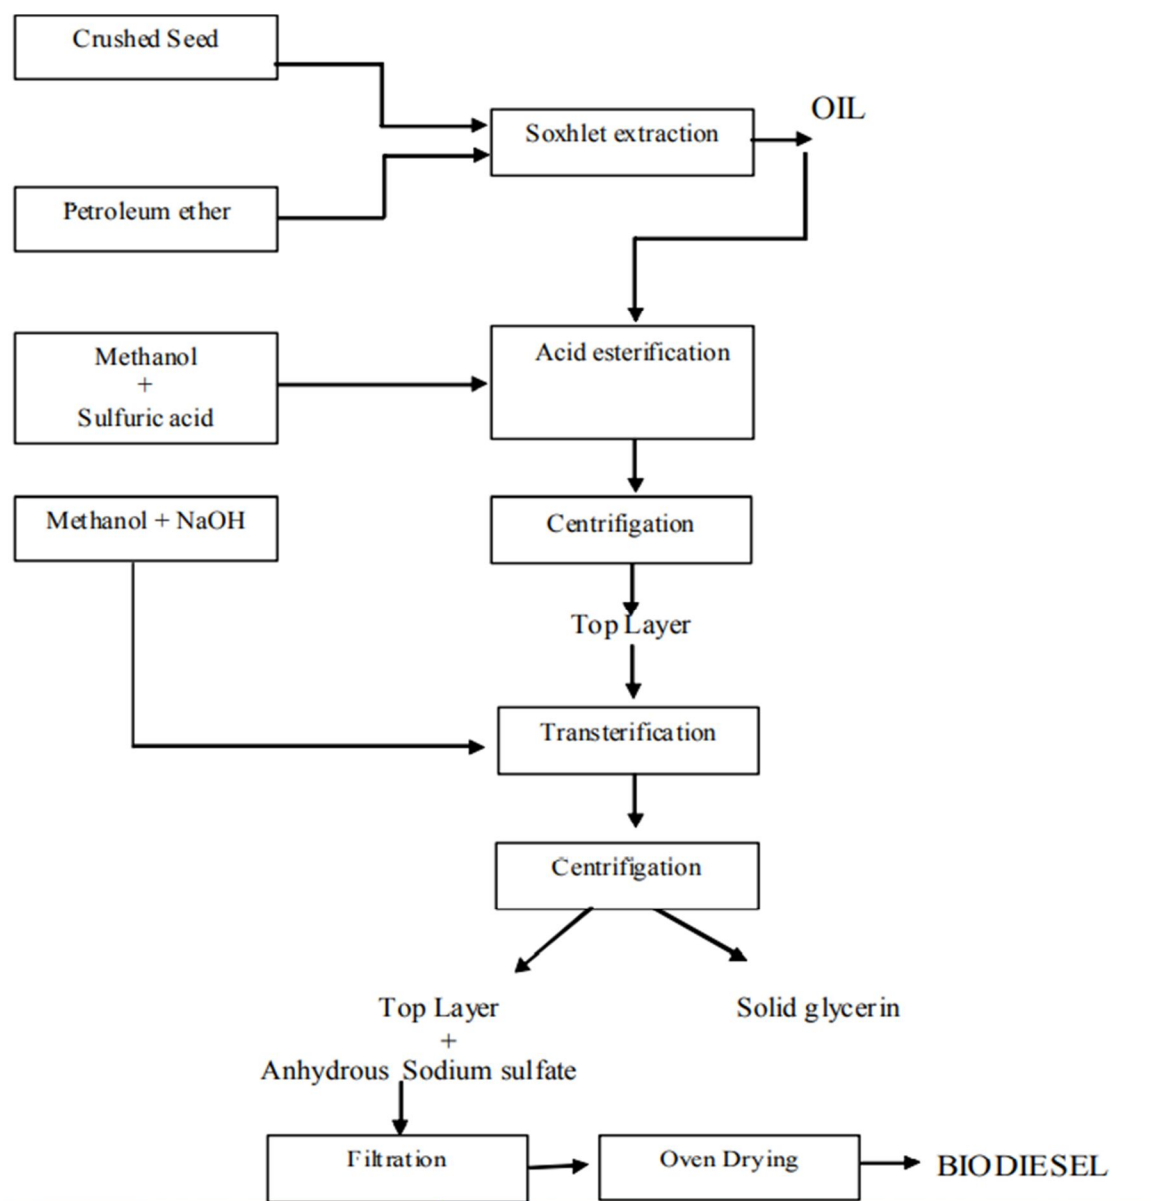 Crushed Seed
OIL
Soxhlet extraction
Petroleum ether
Methanol
+
Sulfuric acid
Acid esterification
Methanol + NaOH
Centrifigation
Top Layer
Transterification
Centrifigation
Top Layer
+
Anhydrous Sodium sulfate
Solid glycerin
Filtration
Oven Drying
BIODIESEL